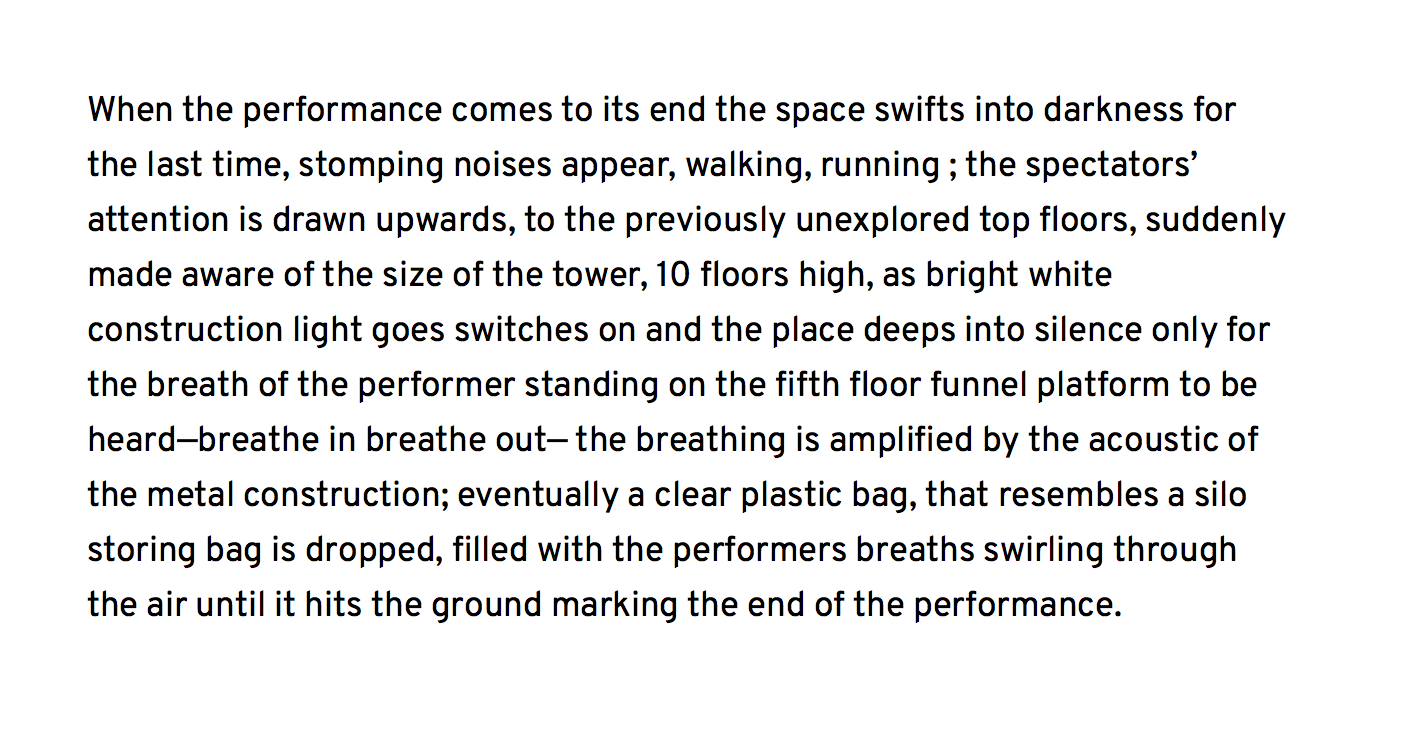 When the performance comes to its end the space swifts into darkness for
the last time, stomping noises appear, walking, running ; the spectators’
attention is drawn upwards, to the previously unexplored top floors, suddenly
made aware of the size of the tower, 10 floors high, as bright white
construction light goes switches on and the place deeps into silence only for
the breath of the performer standing on the fifth floor funnel platform to be
heard—breathe in breathe out— the breathing is amplified by the acoustic of
the metal construction; eventually a clear plastic bag, that resembles a silo
storing bag is dropped, filled with the performers breaths swirling through
the air until it hits the ground marking the end of the performance.